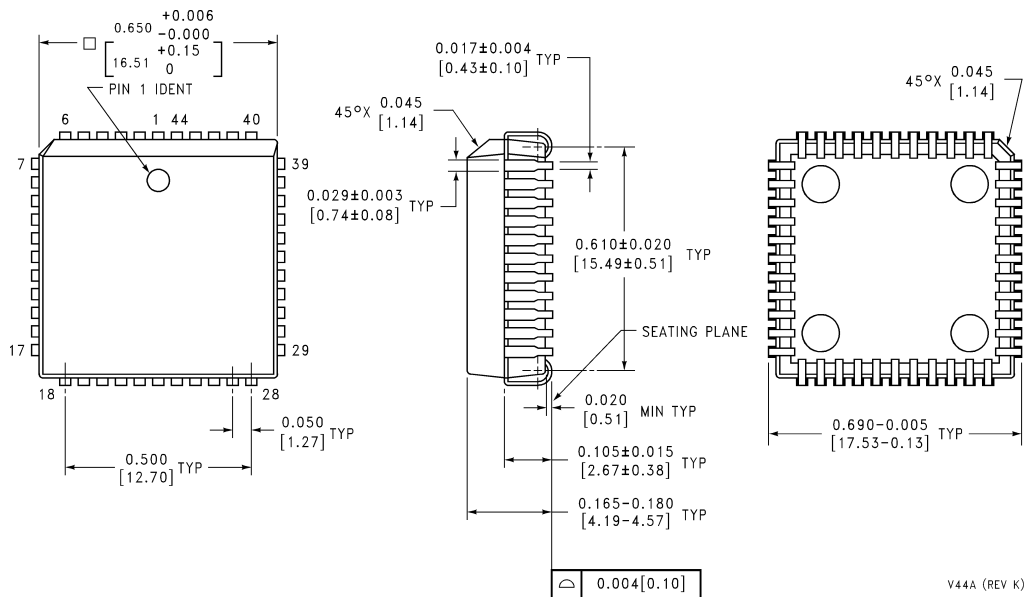 +0.006
0.650 -0.000
+0.15
16.51 0
PIN 1 IDENT
6 1 44 40
7 39
17 29
18 28
0.050
[1.27] TYP
0.500
[12.70] TYP
0.017±0.004
[0.43±0.10] TYP
45°X 0.045
[1.14]
0.029±0.003
[0.74±0.08] TYP
0.610±0.020
[15.49±0.51] TYP
SEATING PLANE
0.020
[0.51] MIN TYP
0.105±0.015
[2.67±0.38] TYP
0.165-0.180
[4.19-4.57] TYP
0.004[0.10]
45°X 0.045
[1.14]
0.690-0.005
[17.53-0.13] TYP
V44A (REV K)